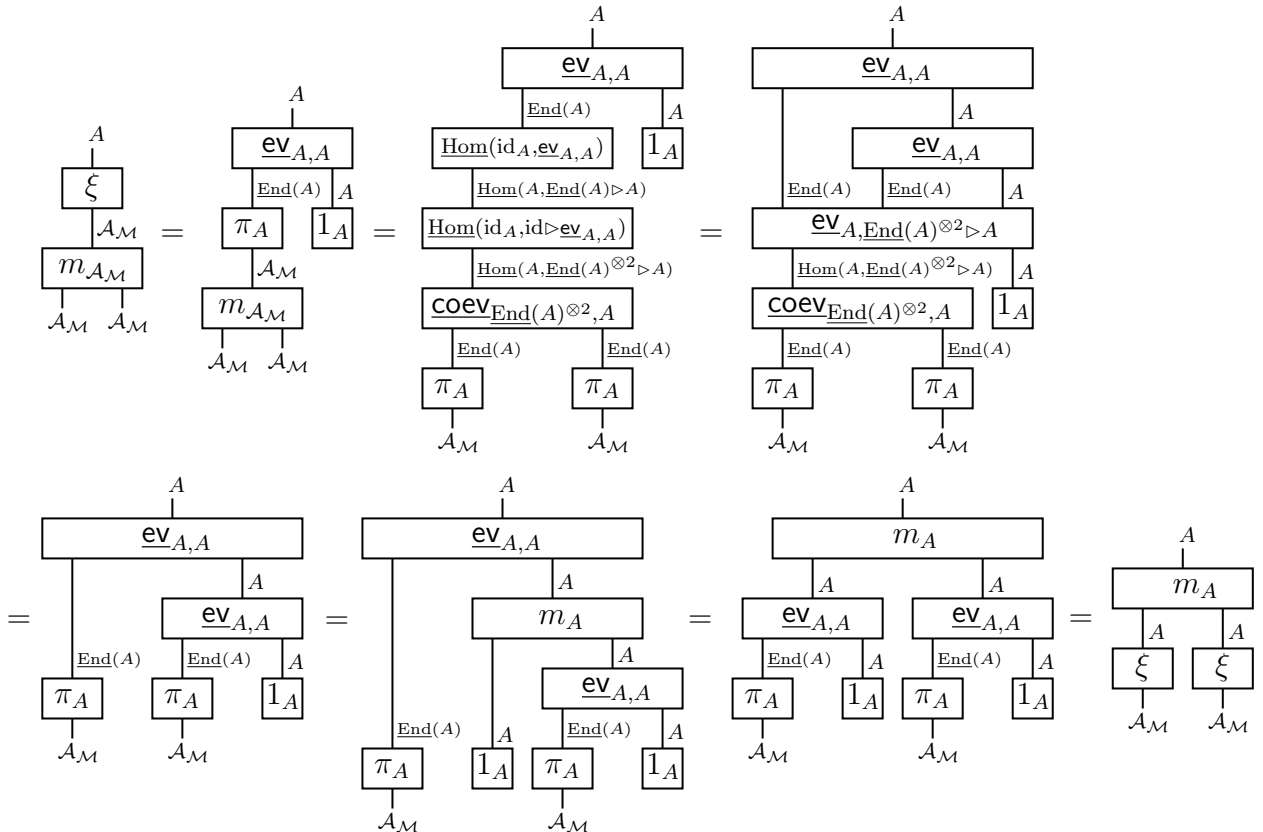 A
ξ
𝒜_ℳ
m_{𝒜_ℳ}
𝒜_ℳ 𝒜_ℳ
=
A
ev_{A,A}
End(A) A
π_A 1_A
𝒜_ℳ
m_{𝒜_ℳ}
𝒜_ℳ 𝒜_ℳ
=
A
ev_{A,A}
End(A) A
Hom(id_A,ev_{A,A}) 1_A
Hom(A,End(A)▷A)
Hom(id_A,id▷ev_{A,A})
Hom(A,End(A)^{⊗2}▷A)
coev_{End(A)^{⊗2},A}
End(A) End(A)
π_A π_A
𝒜_ℳ 𝒜_ℳ
=
A
ev_{A,A}
A
ev_{A,A}
End(A) End(A) A
ev_{A,End(A)^{⊗2}▷A}
Hom(A,End(A)^{⊗2}▷A) A
coev_{End(A)^{⊗2},A} 1_A
End(A) End(A)
π_A π_A
𝒜_ℳ 𝒜_ℳ
=
A
ev_{A,A}
A
ev_{A,A}
End(A) End(A) A
π_A π_A 1_A
𝒜_ℳ 𝒜_ℳ
=
A
ev_{A,A}
A
m_A
A
ev_{A,A}
End(A) A End(A) A
π_A 1_A π_A 1_A
𝒜_ℳ 𝒜_ℳ
=
A
m_A
A A
ev_{A,A} ev_{A,A}
End(A) A End(A) A
π_A 1_A π_A 1_A
𝒜_ℳ 𝒜_ℳ
=
A
m_A
A A
ξ ξ
𝒜_ℳ 𝒜_ℳ